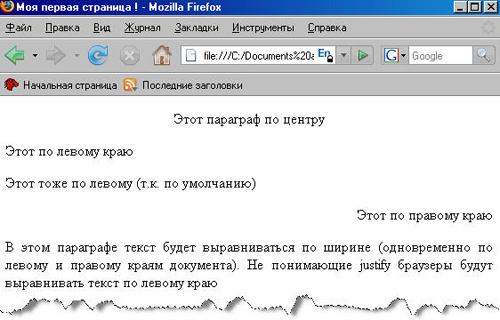 Моя первая страница ! - Mozilla Firefox
Файл Правка Вид Журнал Закладки Инструменты Справка
file:///C:/Documents%20a En G Google
Начальная страница Последние заголовки
Этот параграф по центру
Этот по левому краю
Этот тоже по левому (т.к. по умолчанию)
Этот по правому краю
В этом параграфе текст будет выравниваться по ширине (одновременно по
левому и правому краям документа). Не понимающие justify браузеры будут
выравнивать текст по левому краю